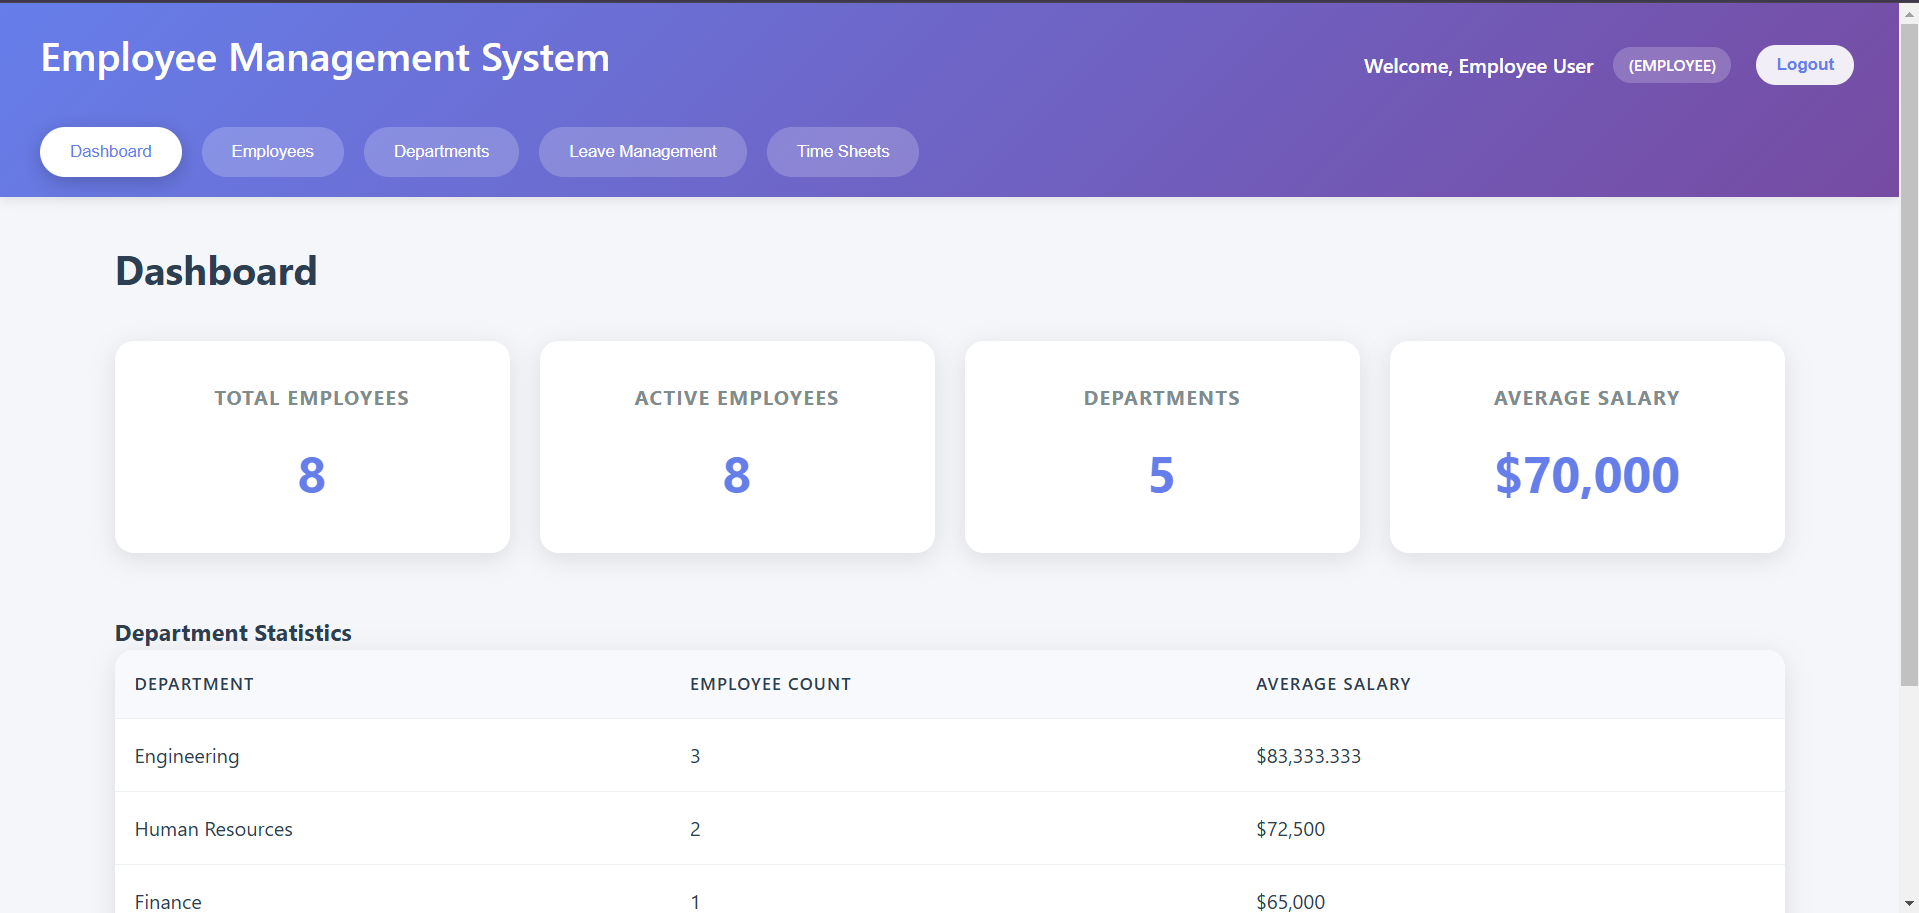 Employee Management System
Welcome, Employee User (EMPLOYEE) Logout
Dashboard Employees Departments Leave Management Time Sheets
Dashboard
TOTAL EMPLOYEES ACTIVE EMPLOYEES DEPARTMENTS AVERAGE SALARY
8 8 5 $70,000
Department Statistics
DEPARTMENT EMPLOYEE COUNT AVERAGE SALARY
Engineering 3 $83,333.333
Human Resources 2 $72,500
Finance 1 $65,000